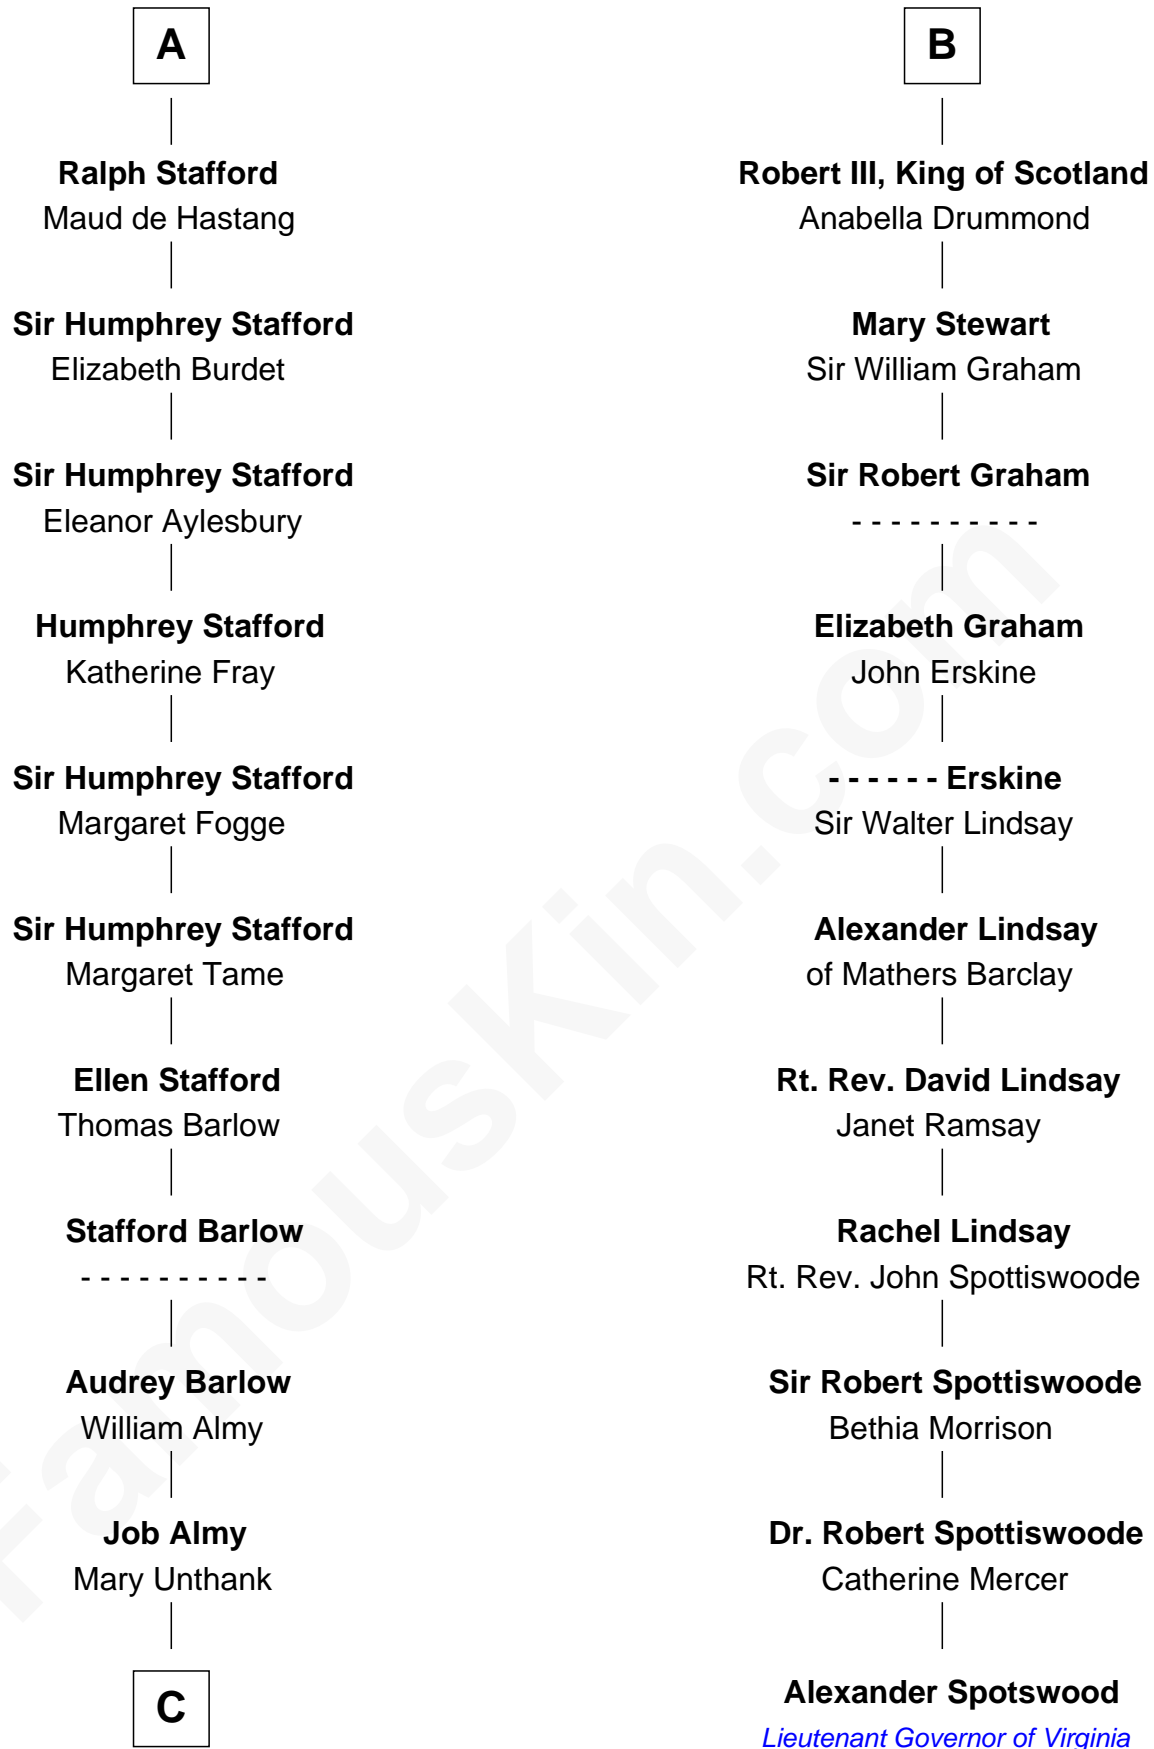 A
Ralph Stafford
Maud de Hastang
Sir Humphrey Stafford
Elizabeth Burdet
Sir Humphrey Stafford
Eleanor Aylesbury
Humphrey Stafford
Katherine Fray
Sir Humphrey Stafford
Margaret Fogge
Sir Humphrey Stafford
Margaret Tame
Ellen Stafford
Thomas Barlow
Stafford Barlow
- - - - - - - - - -
Audrey Barlow
William Almy
Job Almy
Mary Unthank
C
B
Robert III, King of Scotland
Anabella Drummond
Mary Stewart
Sir William Graham
Sir Robert Graham
- - - - - - - - - -
Elizabeth Graham
John Erskine
- - - - - - Erskine
Sir Walter Lindsay
Alexander Lindsay
of Mathers Barclay
Rt. Rev. David Lindsay
Janet Ramsay
Rachel Lindsay
Rt. Rev. John Spottiswoode
Sir Robert Spottiswoode
Bethia Morrison
Dr. Robert Spottiswoode
Catherine Mercer
Alexander Spotswood
Lieutenant Governor of Virginia
FamousKin.com